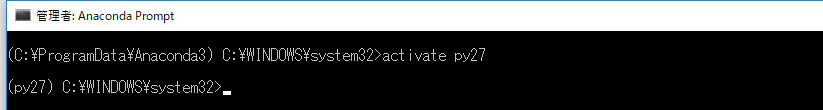 管理者: Anaconda Prompt
(C:¥ProgramData¥Anaconda3) C:¥WINDOWS¥system32>activate py27
(py27) C:¥WINDOWS¥system32>